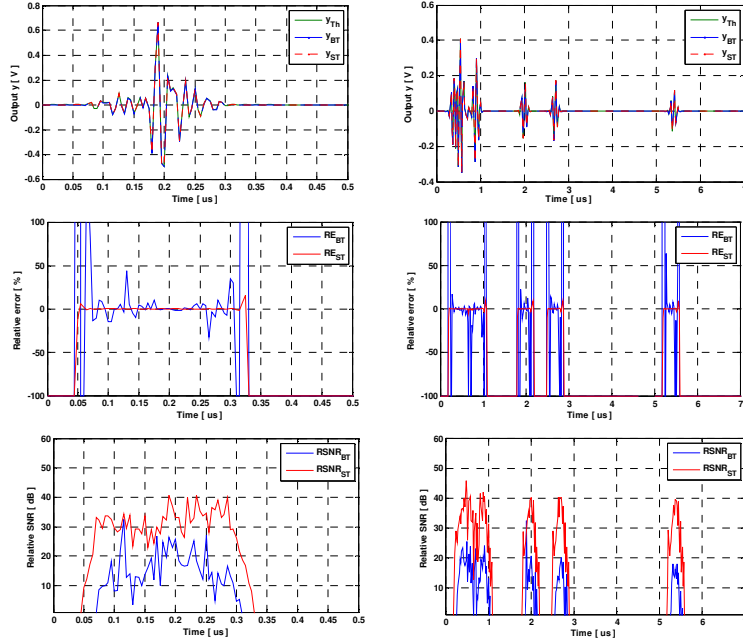 0.8
0.6
0.4
0.2
0
-0.2
-0.4
-0.6
Output y [ V ]
y_Th
y_BT
y_ST
0 0.05 0.1 0.15 0.2 0.25 0.3 0.35 0.4 0.45 0.5
Time [ us ]
0.6
0.4
0.2
0
-0.2
-0.4
Output y [ V ]
y_Th
y_BT
y_ST
0 1 2 3 4 5 6
Time [ us ]
100
50
0
-50
-100
Relative error [ % ]
RE_BT
RE_ST
0 0.05 0.1 0.15 0.2 0.25 0.3 0.35 0.4 0.45 0.5
Time [ us ]
100
50
0
-50
-100
Relative error [ % ]
RE_BT
RE_ST
0 1 2 3 4 5 6 7
Time [ us ]
60
50
40
30
20
10
Relative SNR [ dB ]
RSNR_BT
RSNR_ST
0 0.05 0.1 0.15 0.2 0.25 0.3 0.35 0.4 0.45 0.5
Time [ us ]
60
50
40
30
20
10
Relative SNR [ dB ]
RSNR_BT
RSNR_ST
0 1 2 3 4 5 6
Time [ us ]